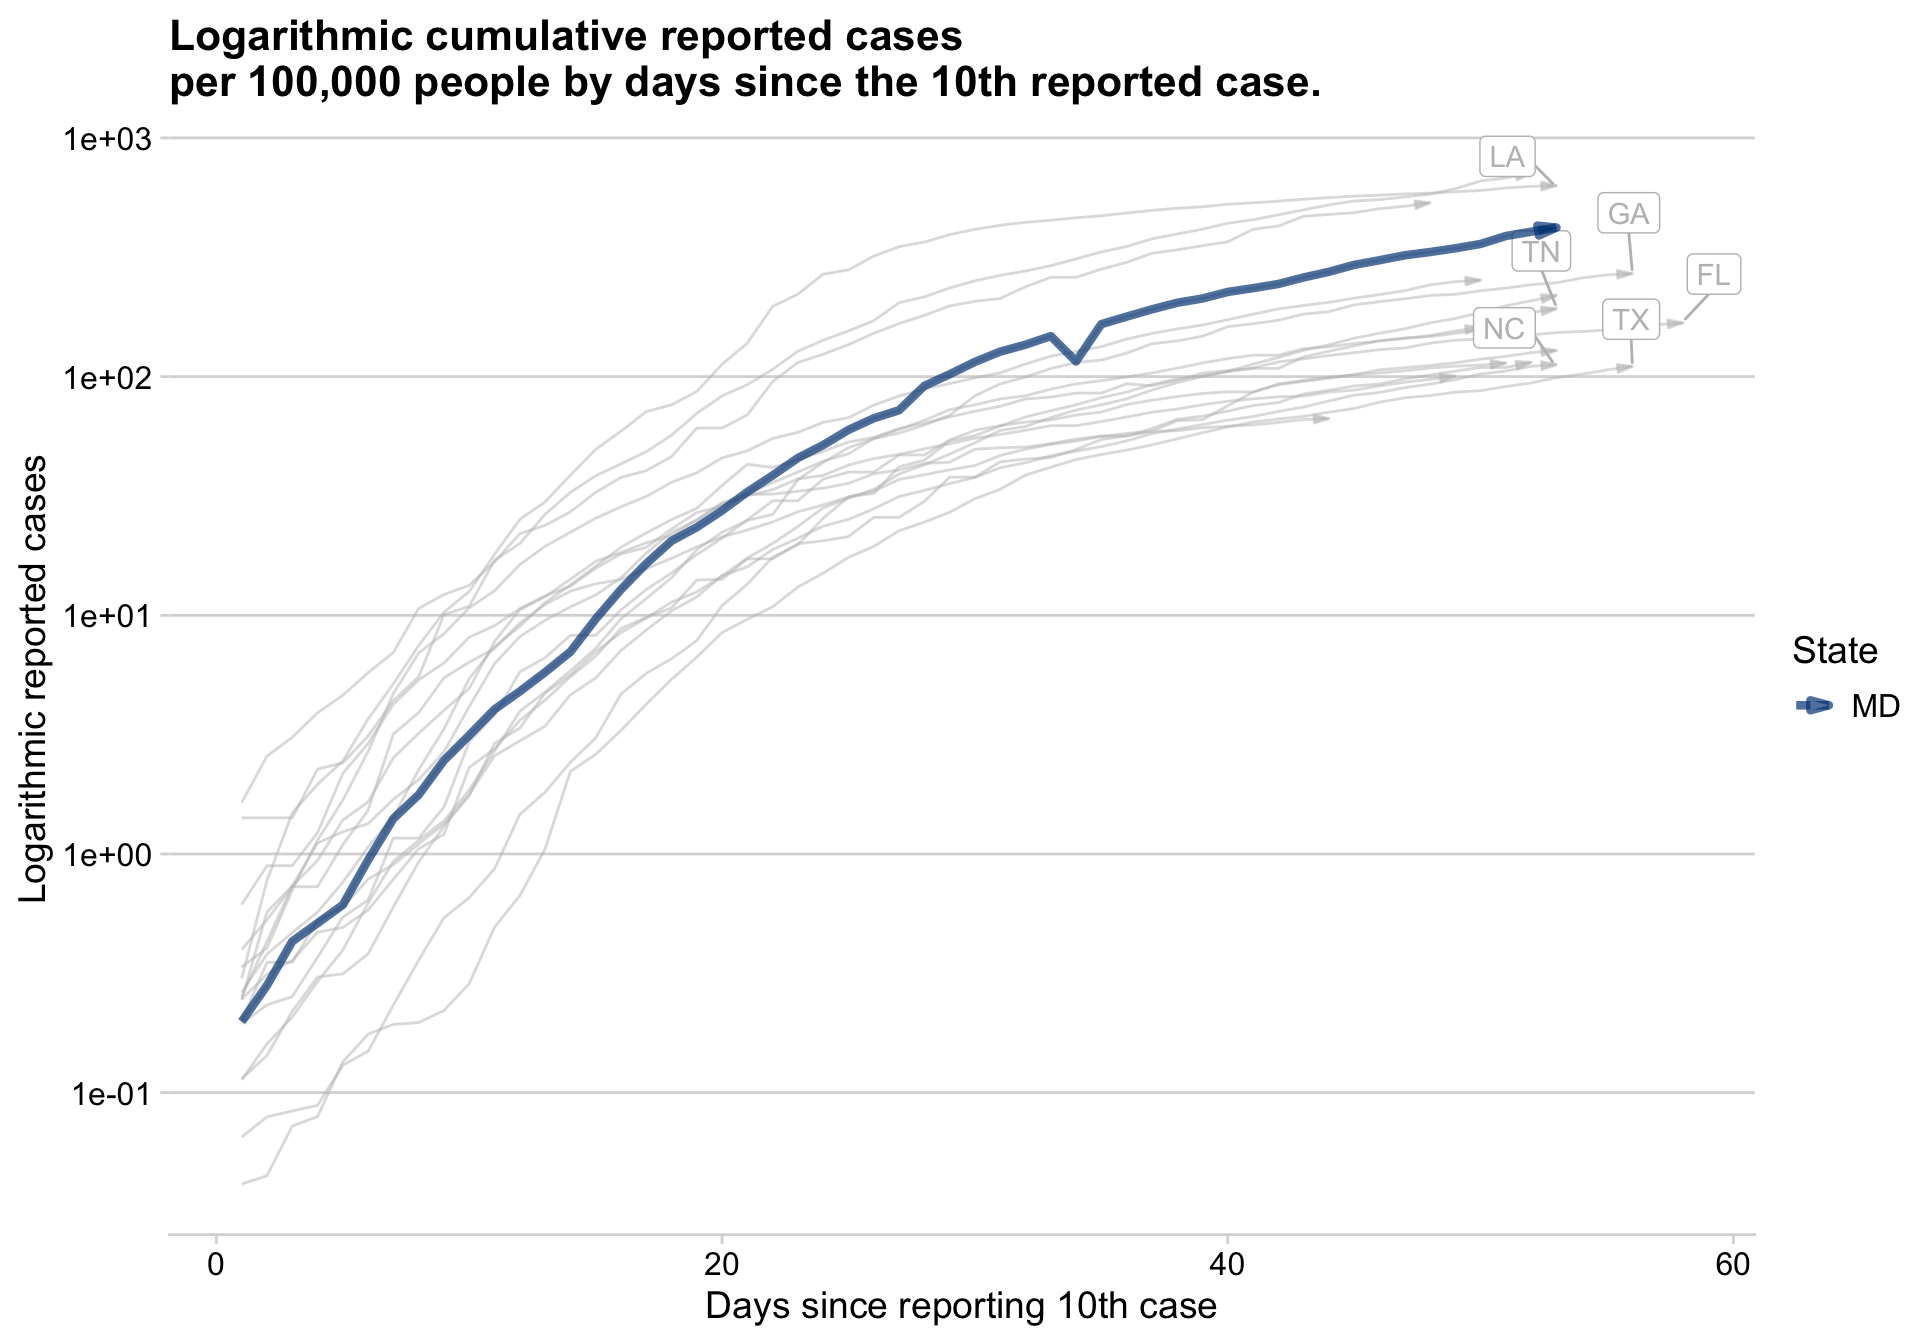 Logarithmic cumulative reported cases
per 100,000 people by days since the 10th reported case.
Logarithmic reported cases
1e+03
1e+02
1e+01
1e+00
1e-01
LA
GA
TN
FL
NC
TX
State
MD
0
20
40
60
Days since reporting 10th case